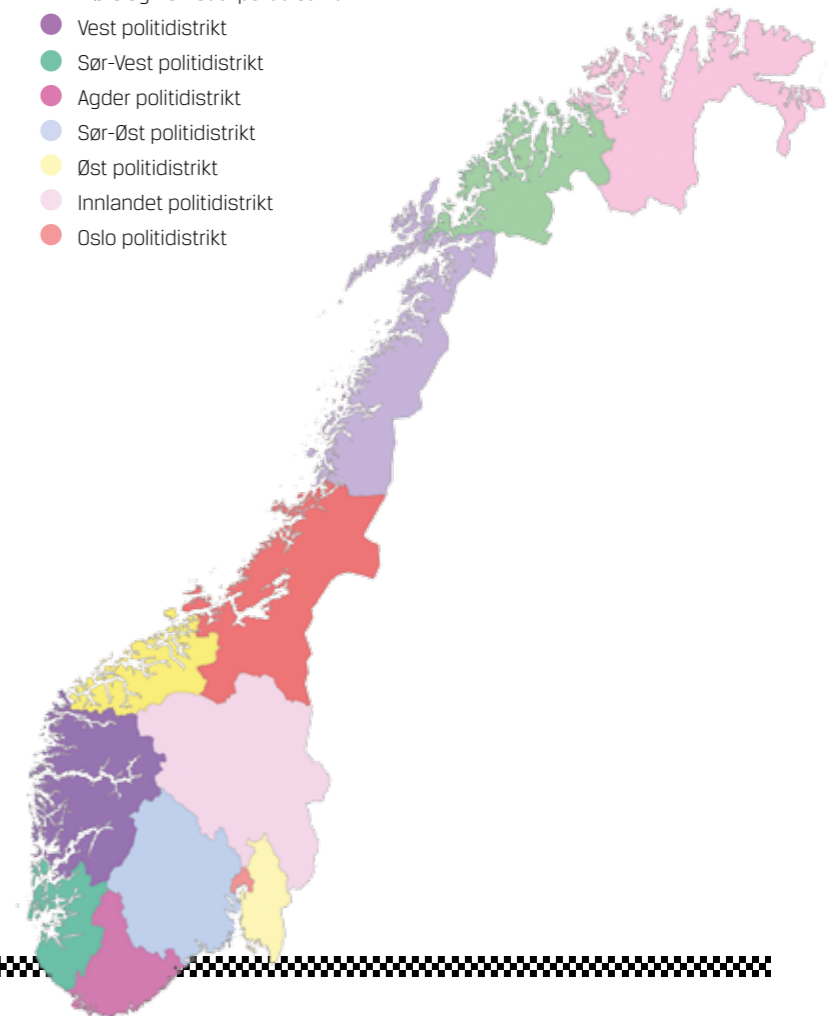 Vest politidistrikt
Sør-Vest politidistrikt
Agder politidistrikt
Sør-Øst politidistrikt
Øst politidistrikt
Innlandet politidistrikt
Oslo politidistrikt